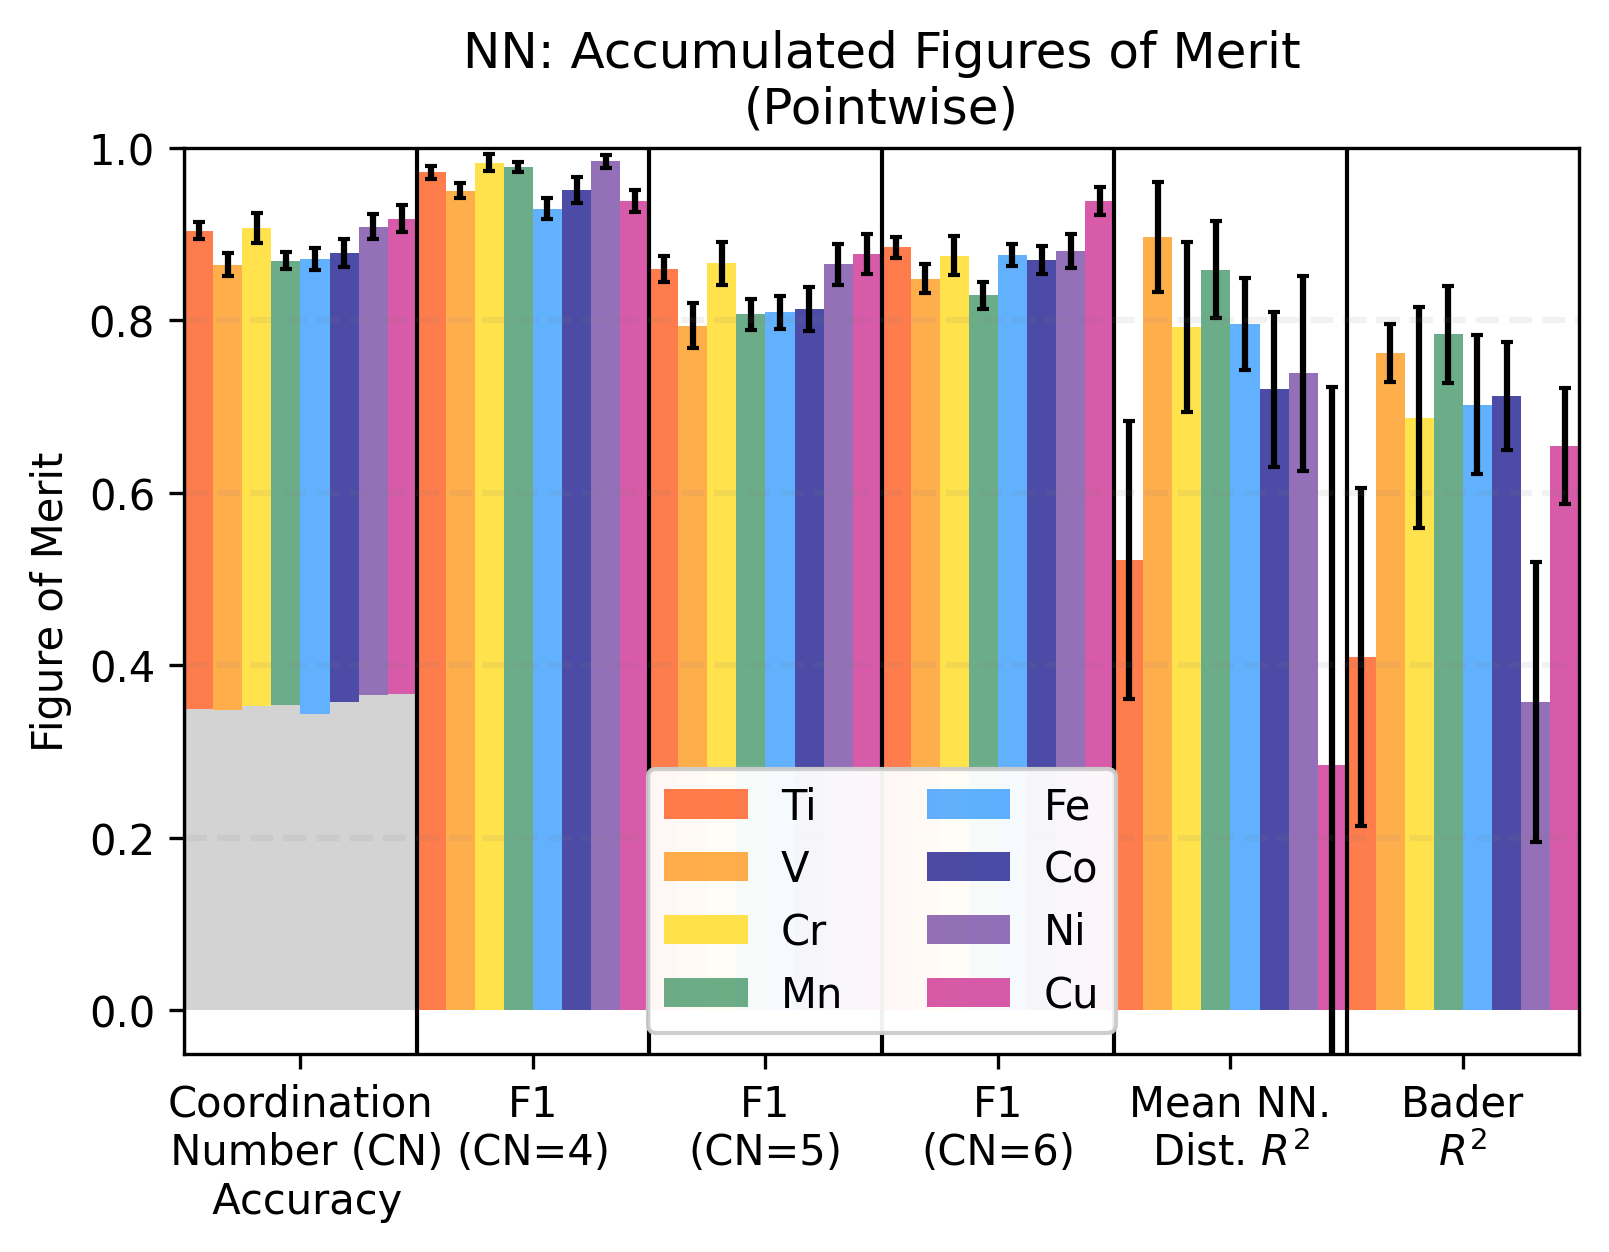 NN: Accumulated Figures of Merit
(Pointwise)
Figure of Merit
1.0
0.8
0.6
0.4
0.2
0.0
Ti
V
Cr
Mn
Fe
Co
Ni
Cu
Coordination
Number (CN)
Accuracy
F1
(CN=4)
F1
(CN=5)
F1
(CN=6)
Mean NN.
Dist. R²
Bader
R²